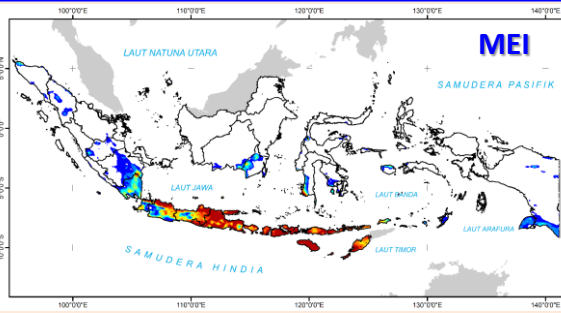 100°0'0"E 110°0'0"E 120°0'0"E 130°0'0"E 140°0'0"E
MEI
LAUT NATUNA UTARA
SAMUDERA PASIFIK
LAUT JAWA
LAUT BANDA
LAUT ARAFURA
LAUT TIMOR
SAMUDERA HINDIA
100°0'0"E 110°0'0"E 120°0'0"E 130°0'0"E 140°0'0"E